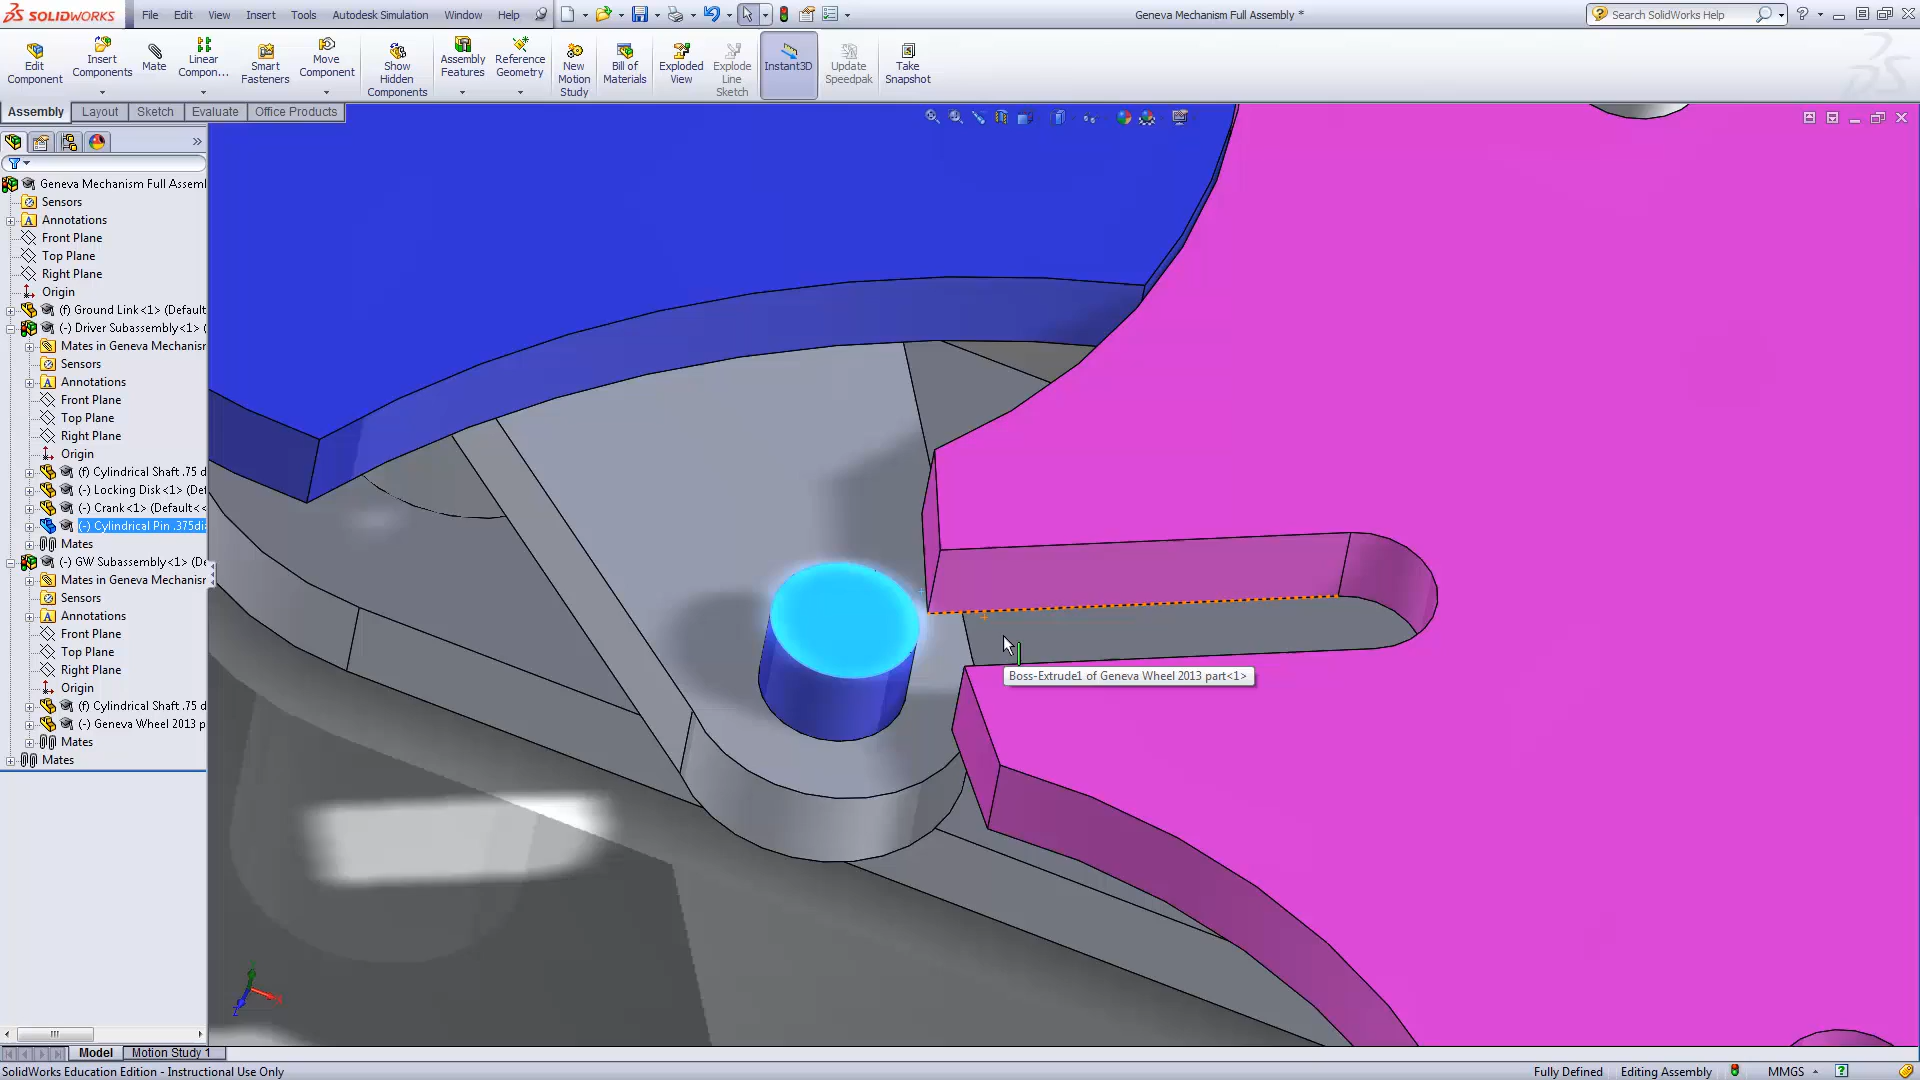 SOLIDWORKS
File Edit View Insert Tools Autodesk Simulation Window Help
Geneva Mechanism Full Assembly *
Search SolidWorks Help
Edit Component
Insert Components
Mate
Linear Compon...
Smart Fasteners
Move Component
Show Hidden Components
Assembly Features
Reference Geometry
New Motion Study
Bill of Materials
Exploded View
Explode Line Sketch
Instant3D
Update Speedpak
Take Snapshot
Assembly Layout Sketch Evaluate Office Products
Geneva Mechanism Full Assembl
Sensors
Annotations
Front Plane
Top Plane
Right Plane
Origin
(f) Ground Link<1> (Default
(-) Driver Subassembly<1> (
Mates in Geneva Mechanism
Sensors
Annotations
Front Plane
Top Plane
Right Plane
Origin
(f) Cylindrical Shaft .75 d
(-) Locking Disk<1> (Def
(-) Crank<1> (Default<<
(-) Cylindrical Pin .375dia
Mates
(-) GW Subassembly<1> (De
Mates in Geneva Mechanism
Sensors
Annotations
Front Plane
Top Plane
Right Plane
Origin
(f) Cylindrical Shaft .75 d
(-) Geneva Wheel 2013 p
Mates
Mates
Boss-Extrude1 of Geneva Wheel 2013 part<1>
Model Motion Study 1
SolidWorks Education Edition - Instructional Use Only
Fully Defined Editing Assembly MMGS